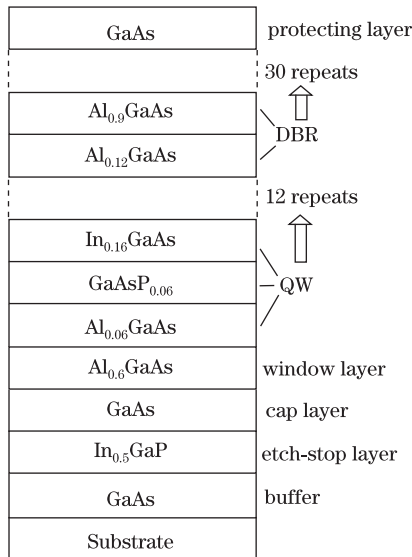 GaAs protecting layer
30 repeats
Al0.9GaAs
DBR
Al0.12GaAs
12 repeats
In0.16GaAs
GaAsP0.06 QW
Al0.06GaAs
Al0.6GaAs window layer
GaAs cap layer
In0.5GaP etch-stop layer
GaAs buffer
Substrate